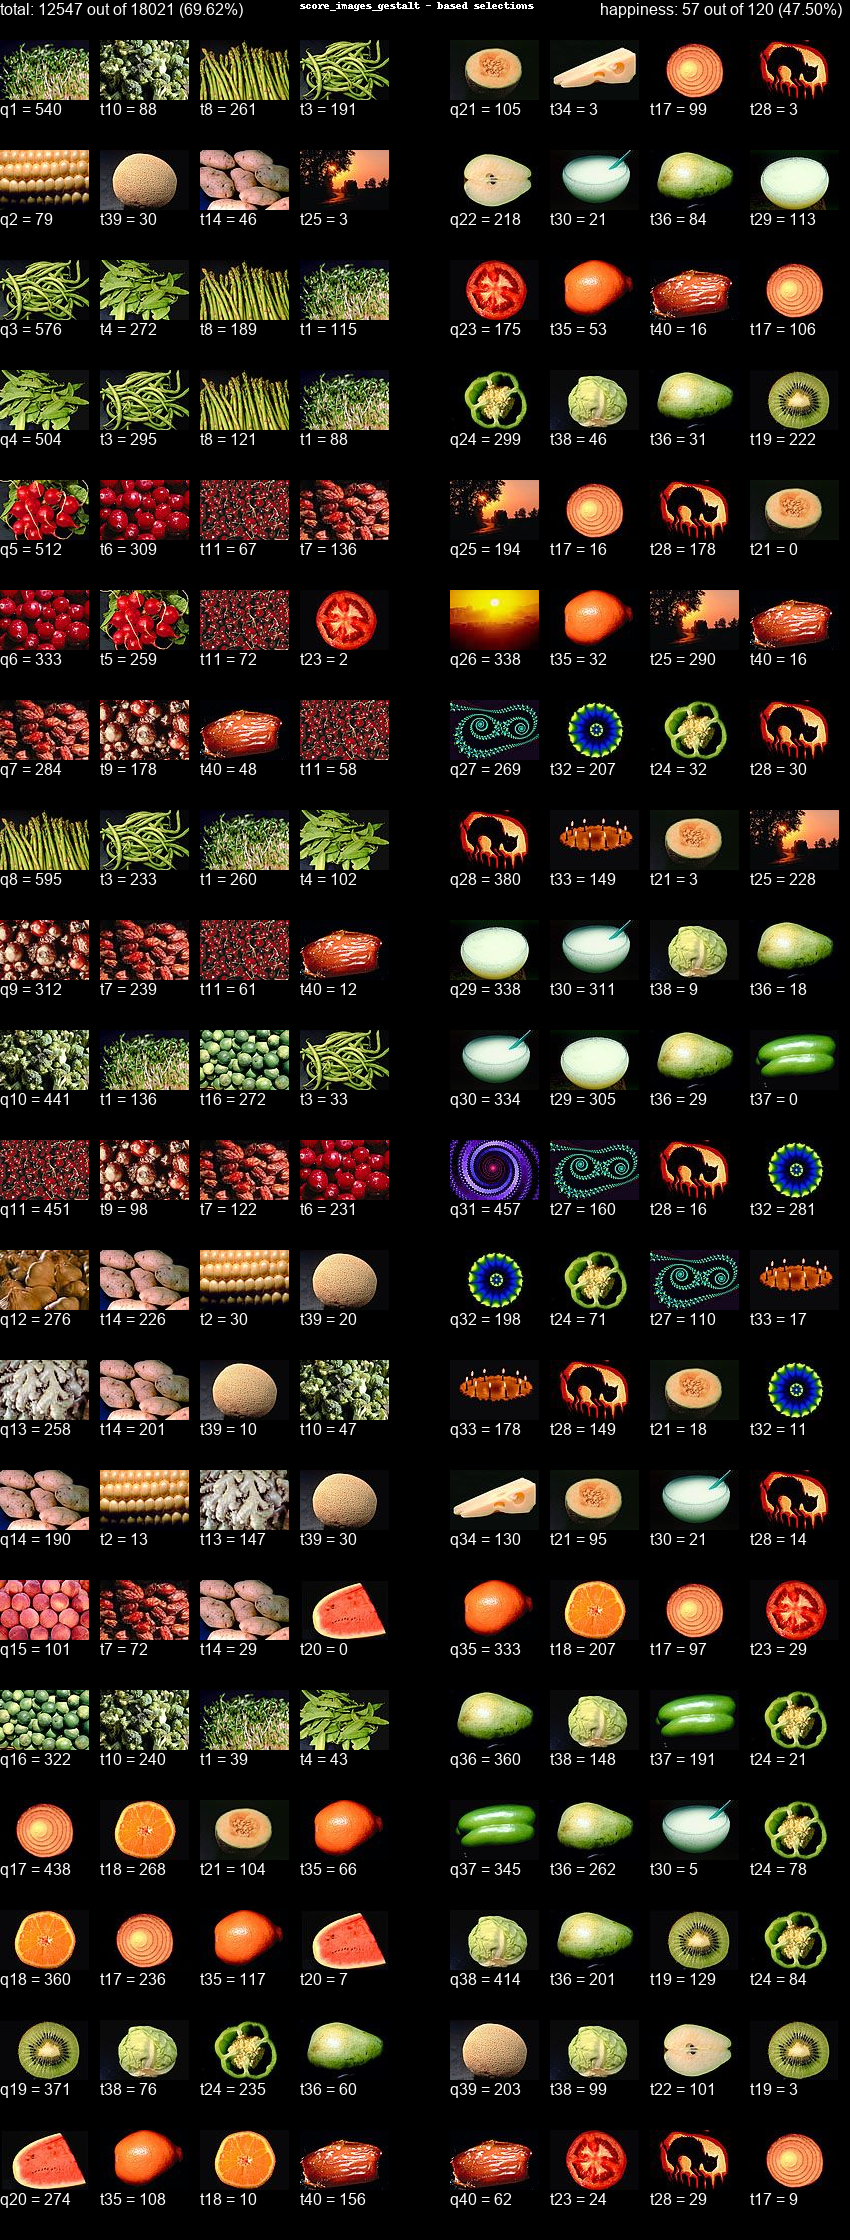 total: 12547 out of 18021 (69.62%) score_images_gestalt - based selections happiness: 57 out of 120 (47.50%)
q1 = 540 t10 = 88 t8 = 261 t3 = 191 q21 = 105 t34 = 3 t17 = 99 t28 = 3
q2 = 79 t39 = 30 t14 = 46 t25 = 3 q22 = 218 t30 = 21 t36 = 84 t29 = 113
q3 = 576 t4 = 272 t8 = 189 t1 = 115 q23 = 175 t35 = 53 t40 = 16 t17 = 106
q4 = 504 t3 = 295 t8 = 121 t1 = 88 q24 = 299 t38 = 46 t36 = 31 t19 = 222
q5 = 512 t6 = 309 t11 = 67 t7 = 136 q25 = 194 t17 = 16 t28 = 178 t21 = 0
q6 = 333 t5 = 259 t11 = 72 t23 = 2 q26 = 338 t35 = 32 t25 = 290 t40 = 16
q7 = 284 t9 = 178 t40 = 48 t11 = 58 q27 = 269 t32 = 207 t24 = 32 t28 = 30
q8 = 595 t3 = 233 t1 = 260 t4 = 102 q28 = 380 t33 = 149 t21 = 3 t25 = 228
q9 = 312 t7 = 239 t11 = 61 t40 = 12 q29 = 338 t30 = 311 t38 = 9 t36 = 18
q10 = 441 t1 = 136 t16 = 272 t3 = 33 q30 = 334 t29 = 305 t36 = 29 t37 = 0
q11 = 451 t9 = 98 t7 = 122 t6 = 231 q31 = 457 t27 = 160 t28 = 16 t32 = 281
q12 = 276 t14 = 226 t2 = 30 t39 = 20 q32 = 198 t24 = 71 t27 = 110 t33 = 17
q13 = 258 t14 = 201 t39 = 10 t10 = 47 q33 = 178 t28 = 149 t21 = 18 t32 = 11
q14 = 190 t2 = 13 t13 = 147 t39 = 30 q34 = 130 t21 = 95 t30 = 21 t28 = 14
q15 = 101 t7 = 72 t14 = 29 t20 = 0 q35 = 333 t18 = 207 t17 = 97 t23 = 29
q16 = 322 t10 = 240 t1 = 39 t4 = 43 q36 = 360 t38 = 148 t37 = 191 t24 = 21
q17 = 438 t18 = 268 t21 = 104 t35 = 66 q37 = 345 t36 = 262 t30 = 5 t24 = 78
q18 = 360 t17 = 236 t35 = 117 t20 = 7 q38 = 414 t36 = 201 t19 = 129 t24 = 84
q19 = 371 t38 = 76 t24 = 235 t36 = 60 q39 = 203 t38 = 99 t22 = 101 t19 = 3
q20 = 274 t35 = 108 t18 = 10 t40 = 156 q40 = 62 t23 = 24 t28 = 29 t17 = 9